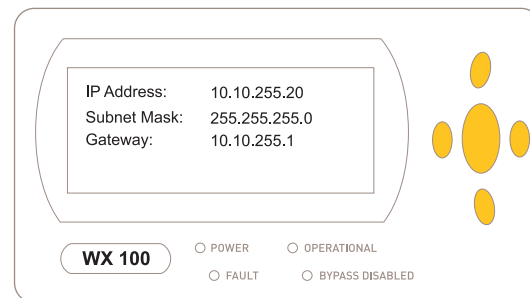 IP Address: 10.10.255.20
Subnet Mask: 255.255.255.0
Gateway: 10.10.255.1
WX 100
POWER OPERATIONAL
FAULT BYPASS DISABLED